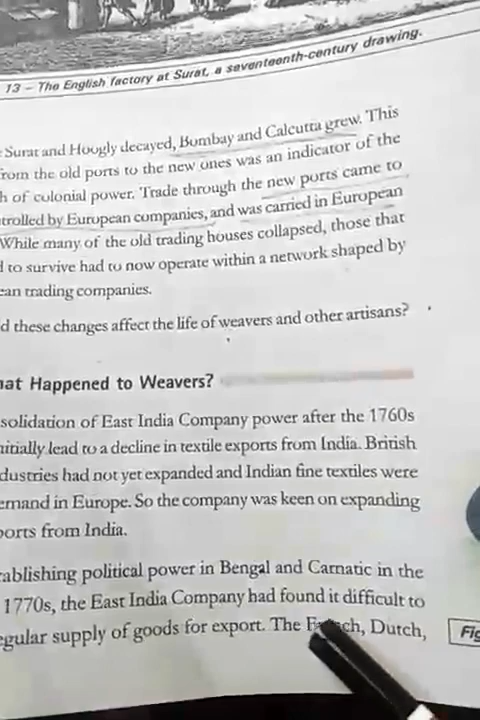 13 – The English factory at Surat, a seventeenth-century drawing.
Surat and Hoogly decayed, Bombay and Calcutta grew. This
from the old ports to the new ones was an indicator of the
h of colonial power. Trade through the new ports came to
trolled by European companies, and was carried in European
While many of the old trading houses collapsed, those that
d to survive had to now operate within a network shaped by
ean trading companies.
d these changes affect the life of weavers and other artisans?
hat Happened to Weavers?
solidation of East India Company power after the 1760s
nitially lead to a decline in textile exports from India. British
dustries had not yet expanded and Indian fine textiles were
emand in Europe. So the company was keen on expanding
ports from India.
ablishing political power in Bengal and Carnatic in the
1770s, the East India Company had found it difficult to
egular supply of goods for export. The French, Dutch,
Fig